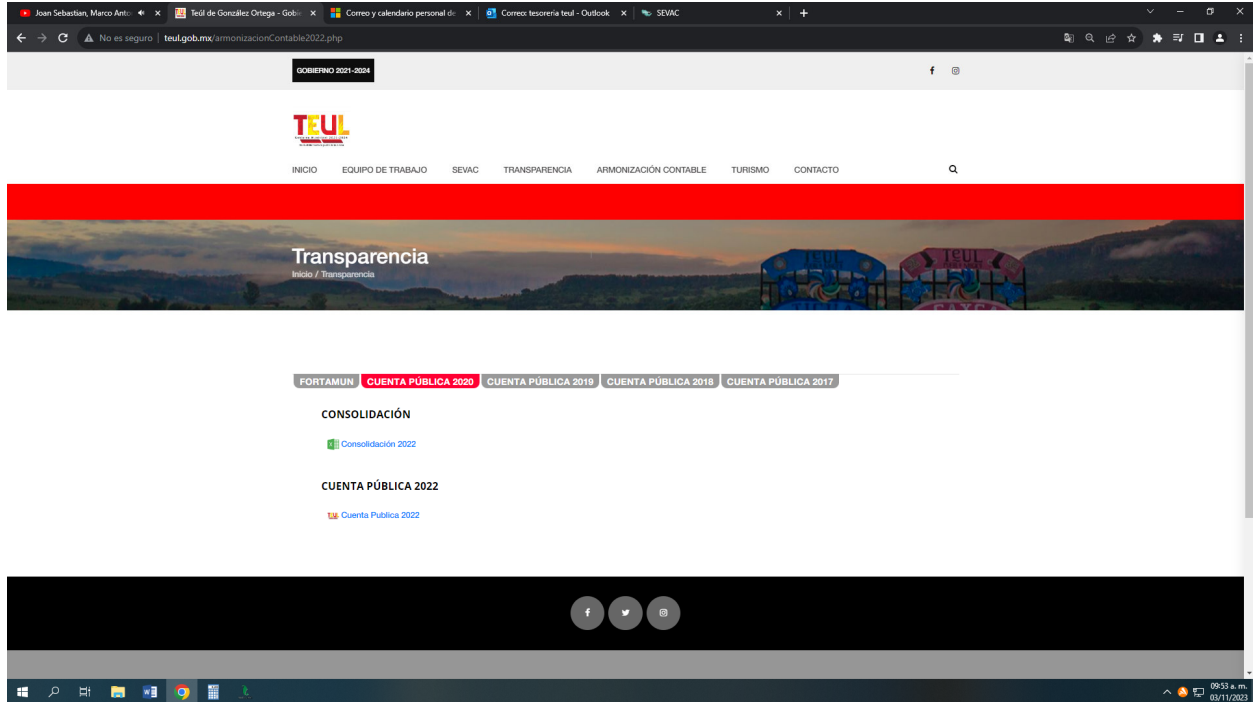 Joan Sebastian, Marco Anto
Teúl de González Ortega - Gobi
Correo y calendario personal de
Correo: tesoreria teul - Outlook
SEVAC
No es seguro | teul.gob.mx/armonizacionContable2022.php
GOBIERNO 2021-2024
TEUL
INICIO EQUIPO DE TRABAJO SEVAC TRANSPARENCIA ARMONIZACIÓN CONTABLE TURISMO CONTACTO
Transparencia
Inicio / Transparencia
TEUL
TEUL
FORTAMUN CUENTA PÚBLICA 2020 CUENTA PÚBLICA 2019 CUENTA PÚBLICA 2018 CUENTA PÚBLICA 2017
CONSOLIDACIÓN
Consolidación 2022
CUENTA PÚBLICA 2022
Cuenta Publica 2022
09:53 a. m.
03/11/2023